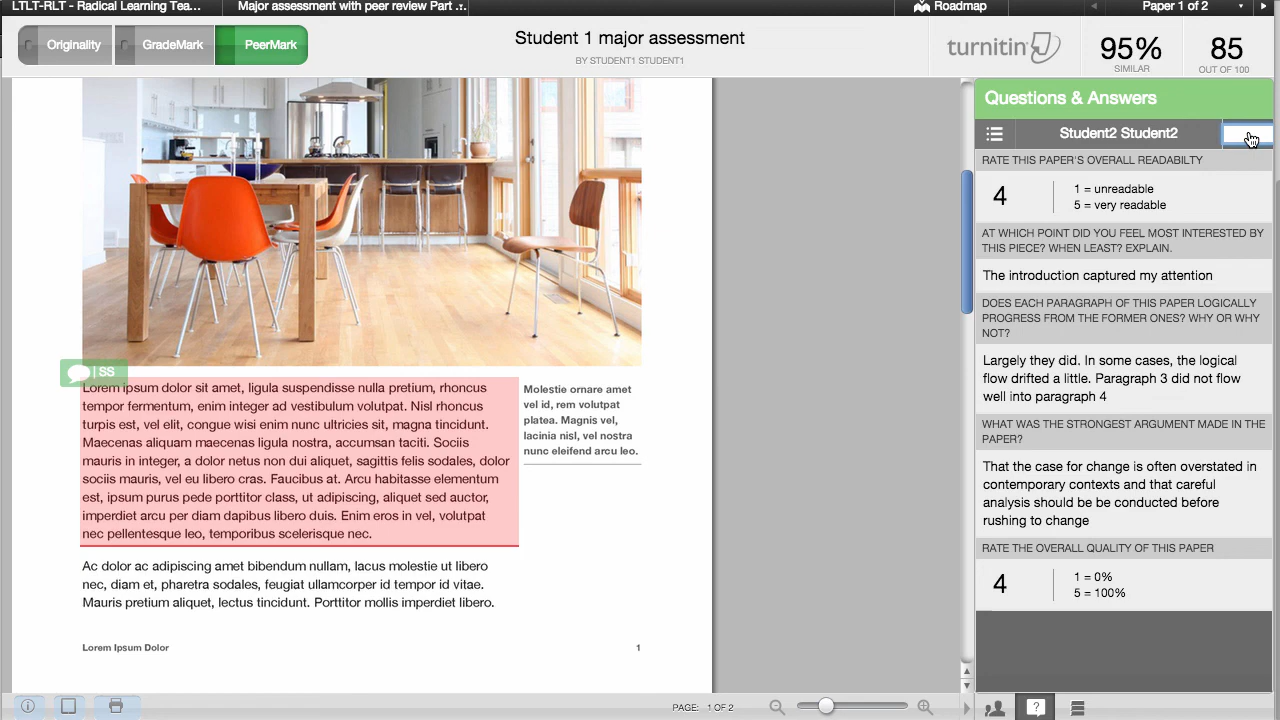 LTLT-RLT - Radical Learning Tea...
Major assessment with peer review Part ...
Roadmap
Paper 1 of 2
Originality
GradeMark
PeerMark
Student 1 major assessment
BY STUDENT1 STUDENT1
turnitin
95%
SIMILAR
85
OUT OF 100
| SS
Lorem ipsum dolor sit amet, ligula suspendisse nulla pretium, rhoncus
tempor fermentum, enim integer ad vestibulum volutpat. Nisl rhoncus
turpis est, vel elit, congue wisi enim nunc ultricies sit, magna tincidunt.
Maecenas aliquam maecenas ligula nostra, accumsan taciti. Sociis
mauris in integer, a dolor netus non dui aliquet, sagittis felis sodales, dolor
sociis mauris, vel eu libero cras. Faucibus at. Arcu habitasse elementum
est, ipsum purus pede porttitor class, ut adipiscing, aliquet sed auctor,
imperdiet arcu per diam dapibus libero duis. Enim eros in vel, volutpat
nec pellentesque leo, temporibus scelerisque nec.
Molestie ornare amet
vel id, rem volutpat
platea. Magnis vel,
lacinia nisl, vel nostra
nunc eleifend arcu leo.
Ac dolor ac adipiscing amet bibendum nullam, lacus molestie ut libero
nec, diam et, pharetra sodales, feugiat ullamcorper id tempor id vitae.
Mauris pretium aliquet, lectus tincidunt. Porttitor mollis imperdiet libero.
Lorem Ipsum Dolor
1
Questions & Answers
Student2 Student2
RATE THIS PAPER'S OVERALL READABILTY
4
1 = unreadable
5 = very readable
AT WHICH POINT DID YOU FEEL MOST INTERESTED BY
THIS PIECE? WHEN LEAST? EXPLAIN.
The introduction captured my attention
DOES EACH PARAGRAPH OF THIS PAPER LOGICALLY
PROGRESS FROM THE FORMER ONES? WHY OR WHY
NOT?
Largely they did. In some cases, the logical
flow drifted a little. Paragraph 3 did not flow
well into paragraph 4
WHAT WAS THE STRONGEST ARGUMENT MADE IN THE
PAPER?
That the case for change is often overstated in
contemporary contexts and that careful
analysis should be be conducted before
rushing to change
RATE THE OVERALL QUALITY OF THIS PAPER
4
1 = 0%
5 = 100%
PAGE: 1 OF 2